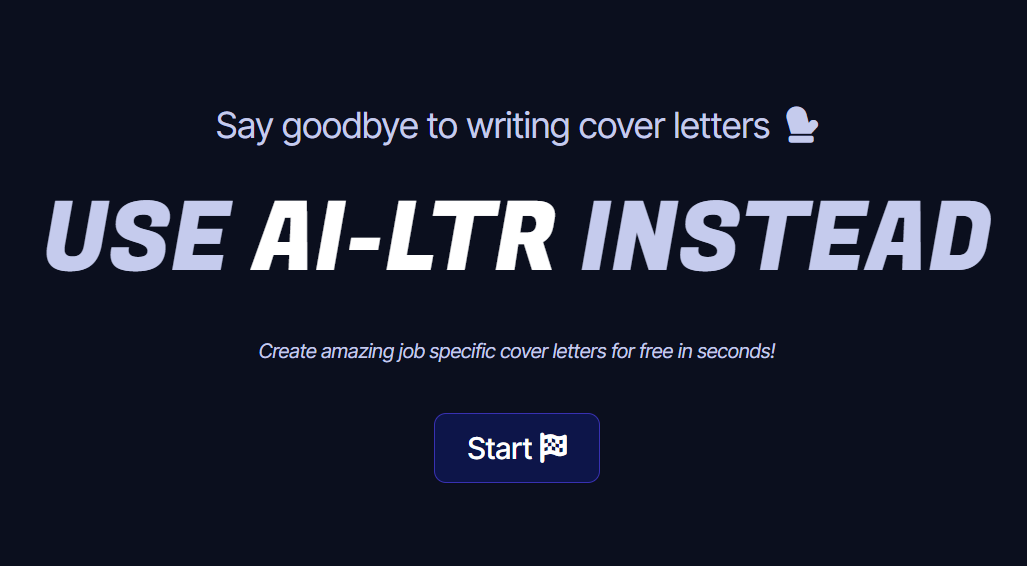 Say goodbye to writing cover letters
USE AI-LTR INSTEAD
Create amazing job specific cover letters for free in seconds!
Start